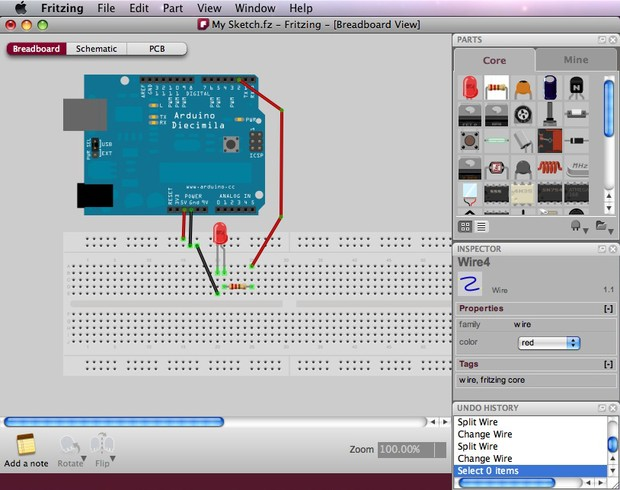 Fritzing File Edit Part View Window Help
My Sketch.fz - Fritzing - [Breadboard View]
Breadboard Schematic PCB
PARTS
Core Mine
DIGITAL
L
TX
RX
PWR
Arduino
Diecimila
USB
EXT
ICSP
www.arduino.cc
RESET
3V3
POWER
5V Gnd 9V
ANALOG IN
0 1 2 3 4 5
MHz
INSPECTOR
Wire4
Wire 1.1
Properties [-]
family wire
color red
Tags [-]
wire, fritzing core
UNDO HISTORY
Split Wire
Change Wire
Split Wire
Change Wire
Select 0 items
Add a note Rotate Flip
Zoom 100.00%